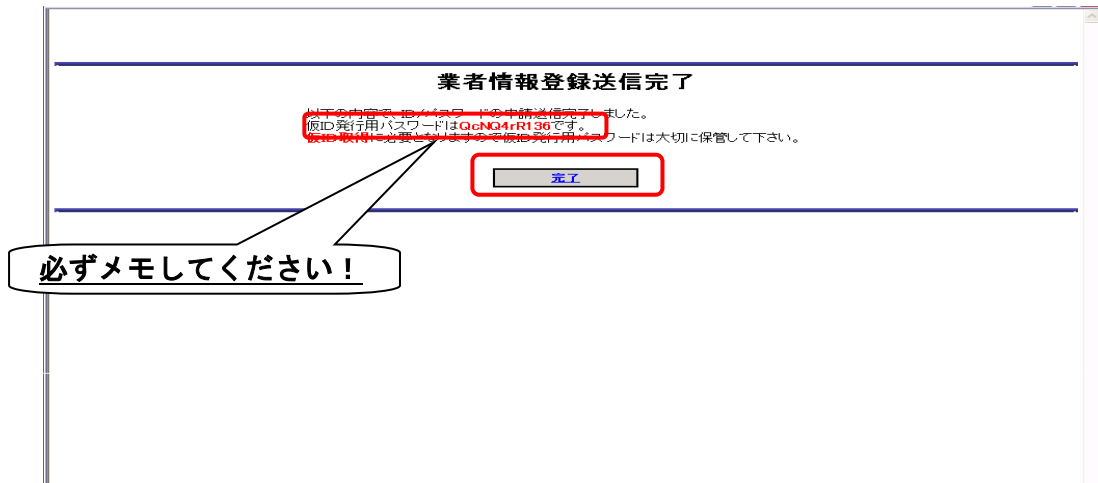 業者情報登録送信完了
以下の内容で、ID/パスワードの申請送信完了しました。
仮ID発行用パスワードはQcNQ4rR136です。
仮ID取得に必要となりますので仮ID発行用パスワードは大切に保管して下さい。
完了
必ずメモしてください！